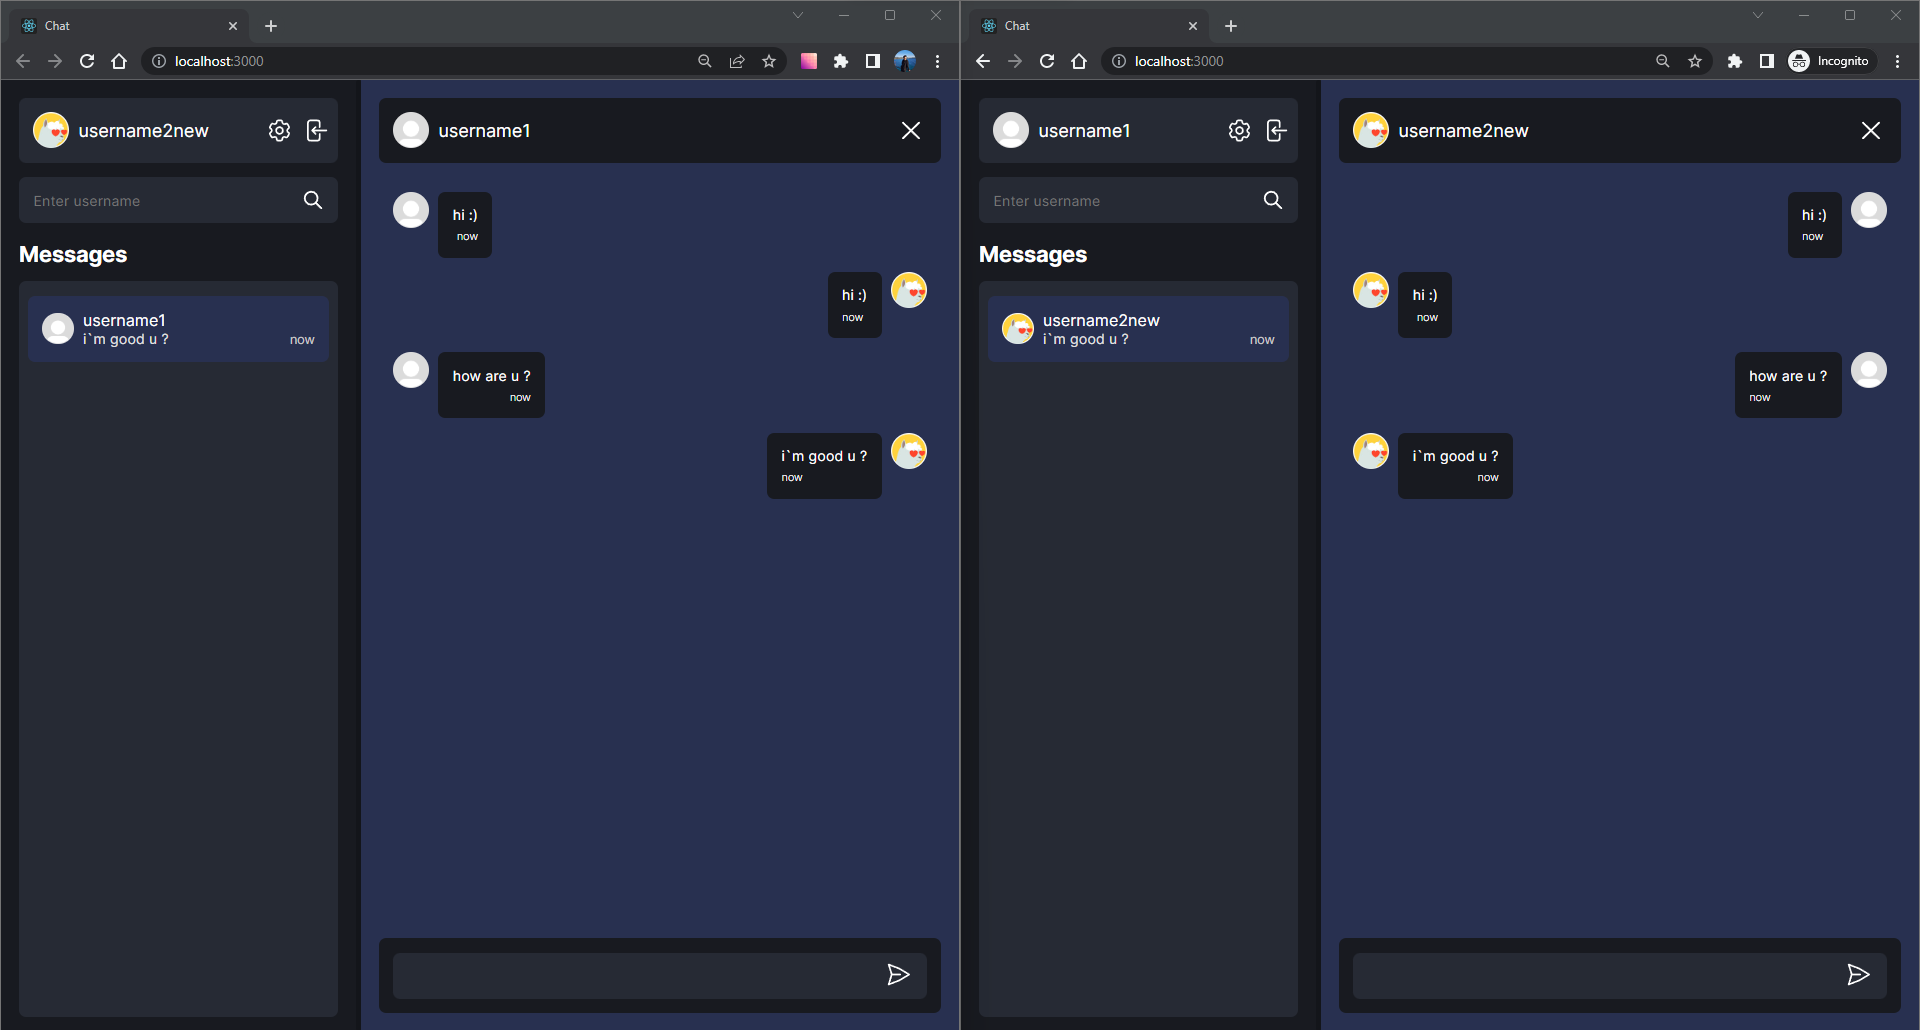 Chat
localhost:3000
username2new
Enter username
Messages
username1
i`m good u ?
now
username1
hi :)
now
hi :)
now
how are u ?
now
i`m good u ?
now
Chat
localhost:3000
Incognito
username1
Enter username
Messages
username2new
i`m good u ?
now
username2new
hi :)
now
hi :)
now
how are u ?
now
i`m good u ?
now